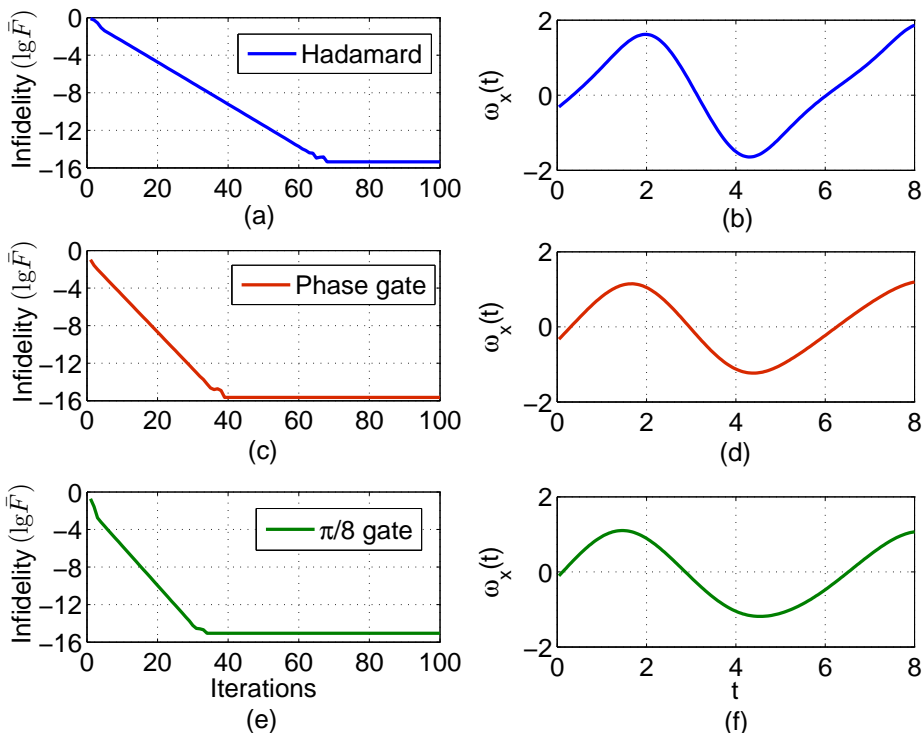 0
−4
−8
−12
−16
Infidelity (lg F̄)
Hadamard
0 20 40 60 80 100
(a)
2
0
−2
ωx(t)
0 2 4 6 8
(b)
0
−4
−8
−12
−16
Infidelity (lg F̄)
Phase gate
0 20 40 60 80 100
(c)
2
0
−2
ωx(t)
0 2 4 6 8
(d)
0
−4
−8
−12
−16
Infidelity (lg F̄)
π/8 gate
0 20 40 60 80 100
Iterations
(e)
2
0
−2
ωx(t)
0 2 4 6 8
t
(f)